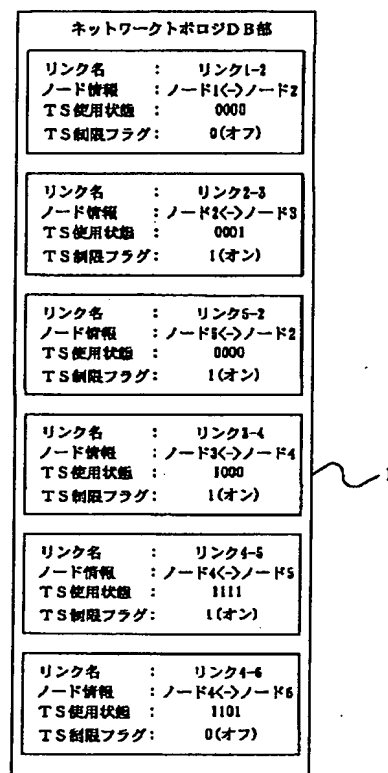 ネットワークトポロジDB部
リンク名 : リンク1-2
ノード情報 : ノード1<->ノード2
TS使用状態 : 0000
TS制限フラグ: 0(オフ)
リンク名 : リンク2-3
ノード情報 : ノード2<->ノード3
TS使用状態 : 0001
TS制限フラグ: 1(オン)
リンク名 : リンク5-2
ノード情報 : ノード5<->ノード2
TS使用状態 : 0000
TS制限フラグ: 1(オン)
リンク名 : リンク3-4
ノード情報 : ノード3<->ノード4
TS使用状態 : 1000
TS制限フラグ: 1(オン)
リンク名 : リンク4-5
ノード情報 : ノード4<->ノード5
TS使用状態 : 1111
TS制限フラグ: 1(オン)
リンク名 : リンク4-6
ノード情報 : ノード4<->ノード6
TS使用状態 : 1101
TS制限フラグ: 0(オフ)